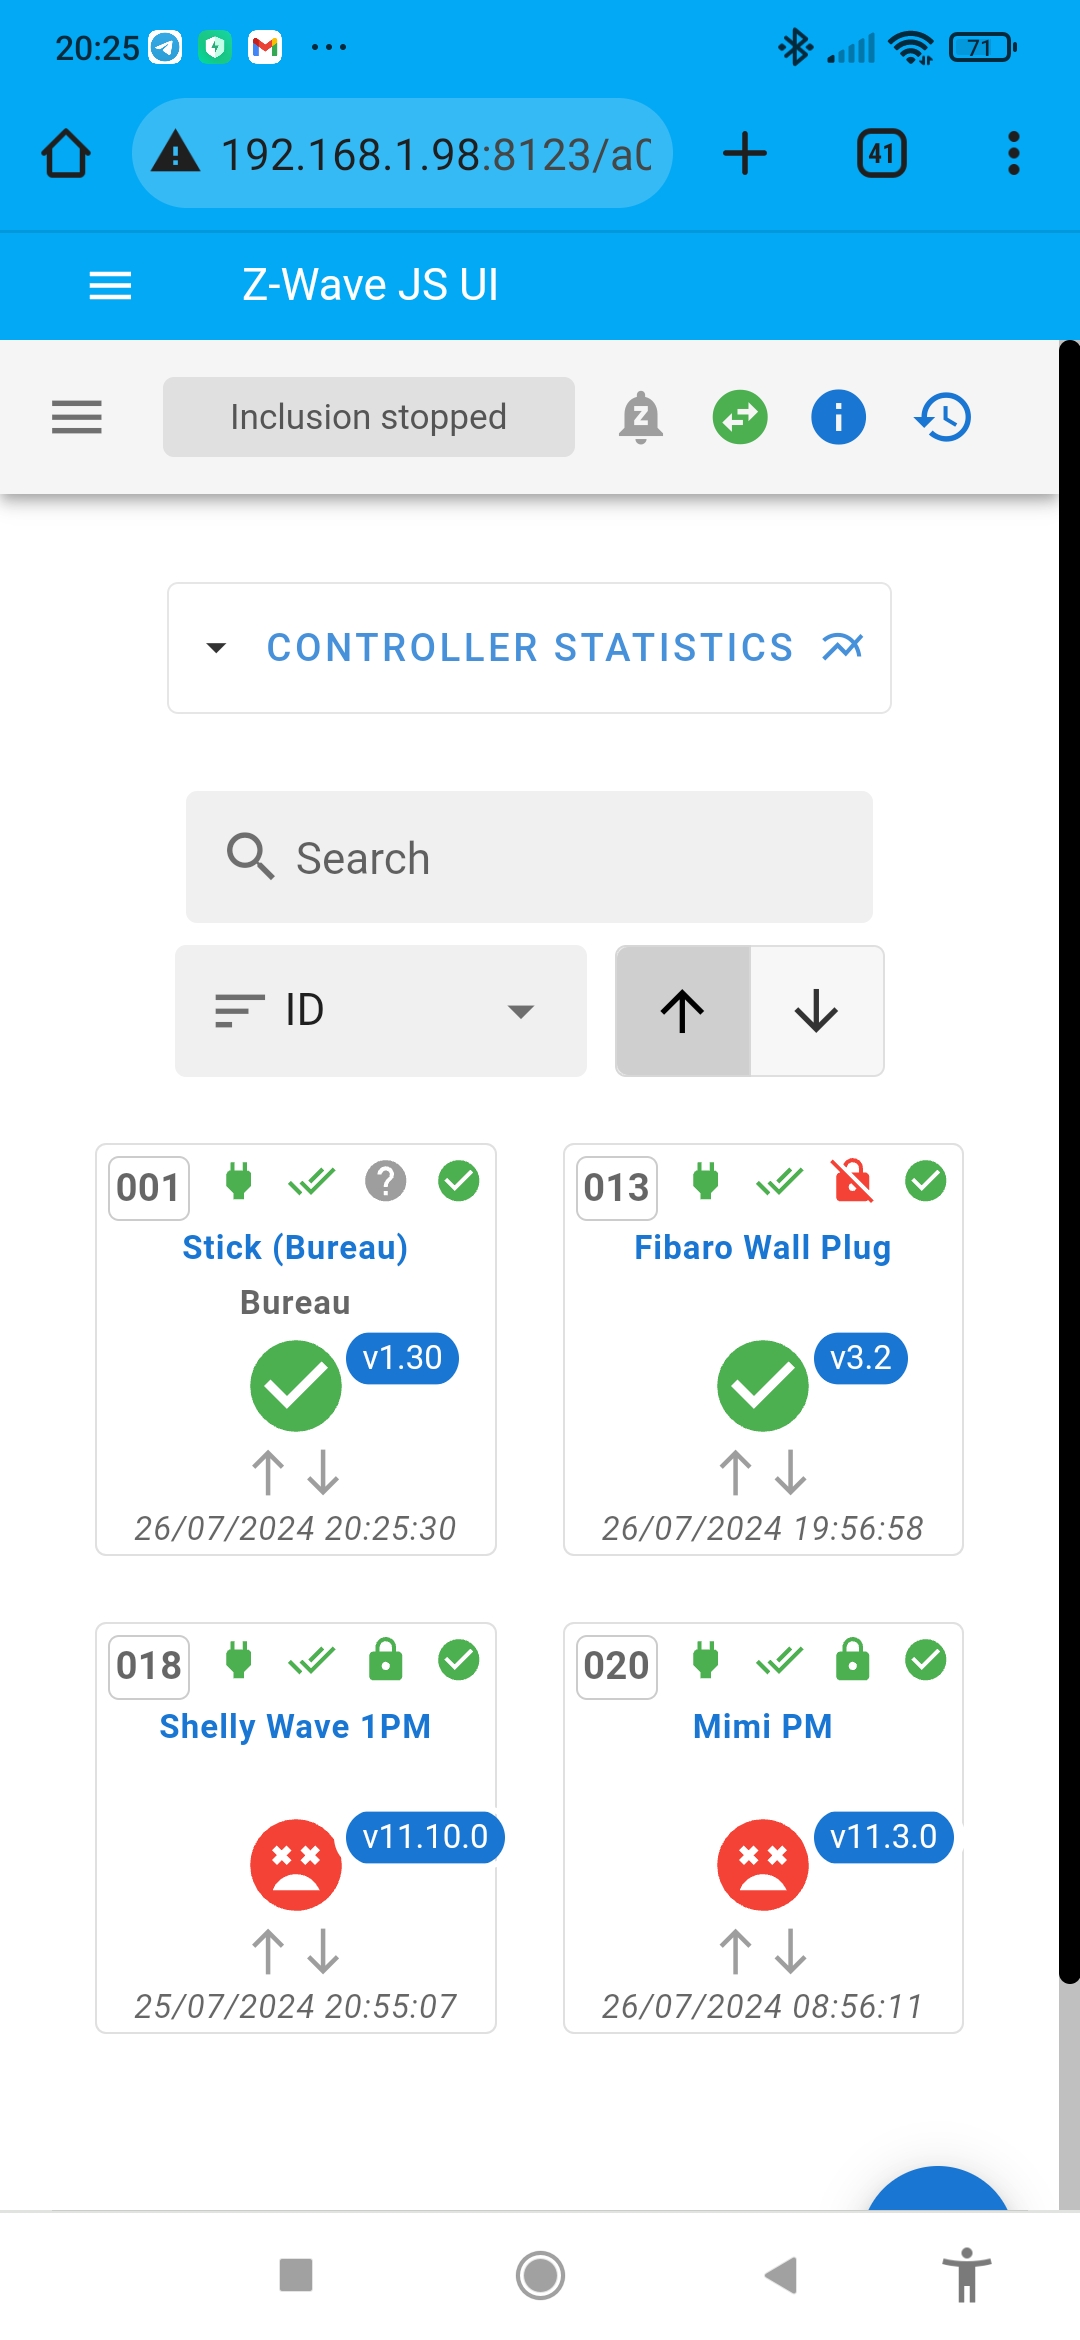 20:25
71
192.168.1.98:8123/a0
41
Z-Wave JS UI
Inclusion stopped
CONTROLLER STATISTICS
Search
ID
001
Stick (Bureau)
Bureau
v1.30
26/07/2024 20:25:30
013
Fibaro Wall Plug
v3.2
26/07/2024 19:56:58
018
Shelly Wave 1PM
v11.10.0
25/07/2024 20:55:07
020
Mimi PM
v11.3.0
26/07/2024 08:56:11